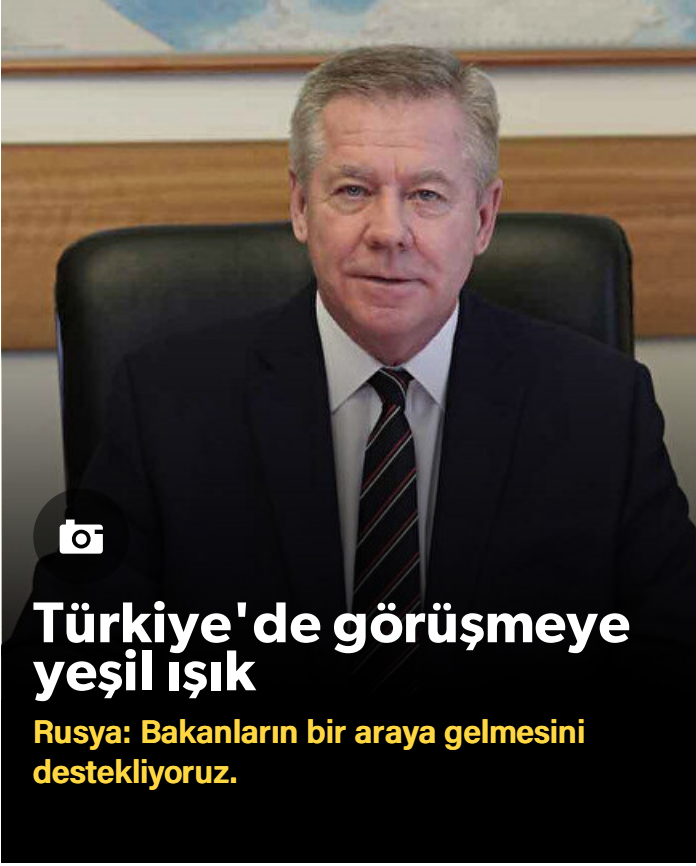 Türkiye'de görüşmeye
yeşil ışık
Rusya: Bakanların bir araya gelmesini
destekliyoruz.